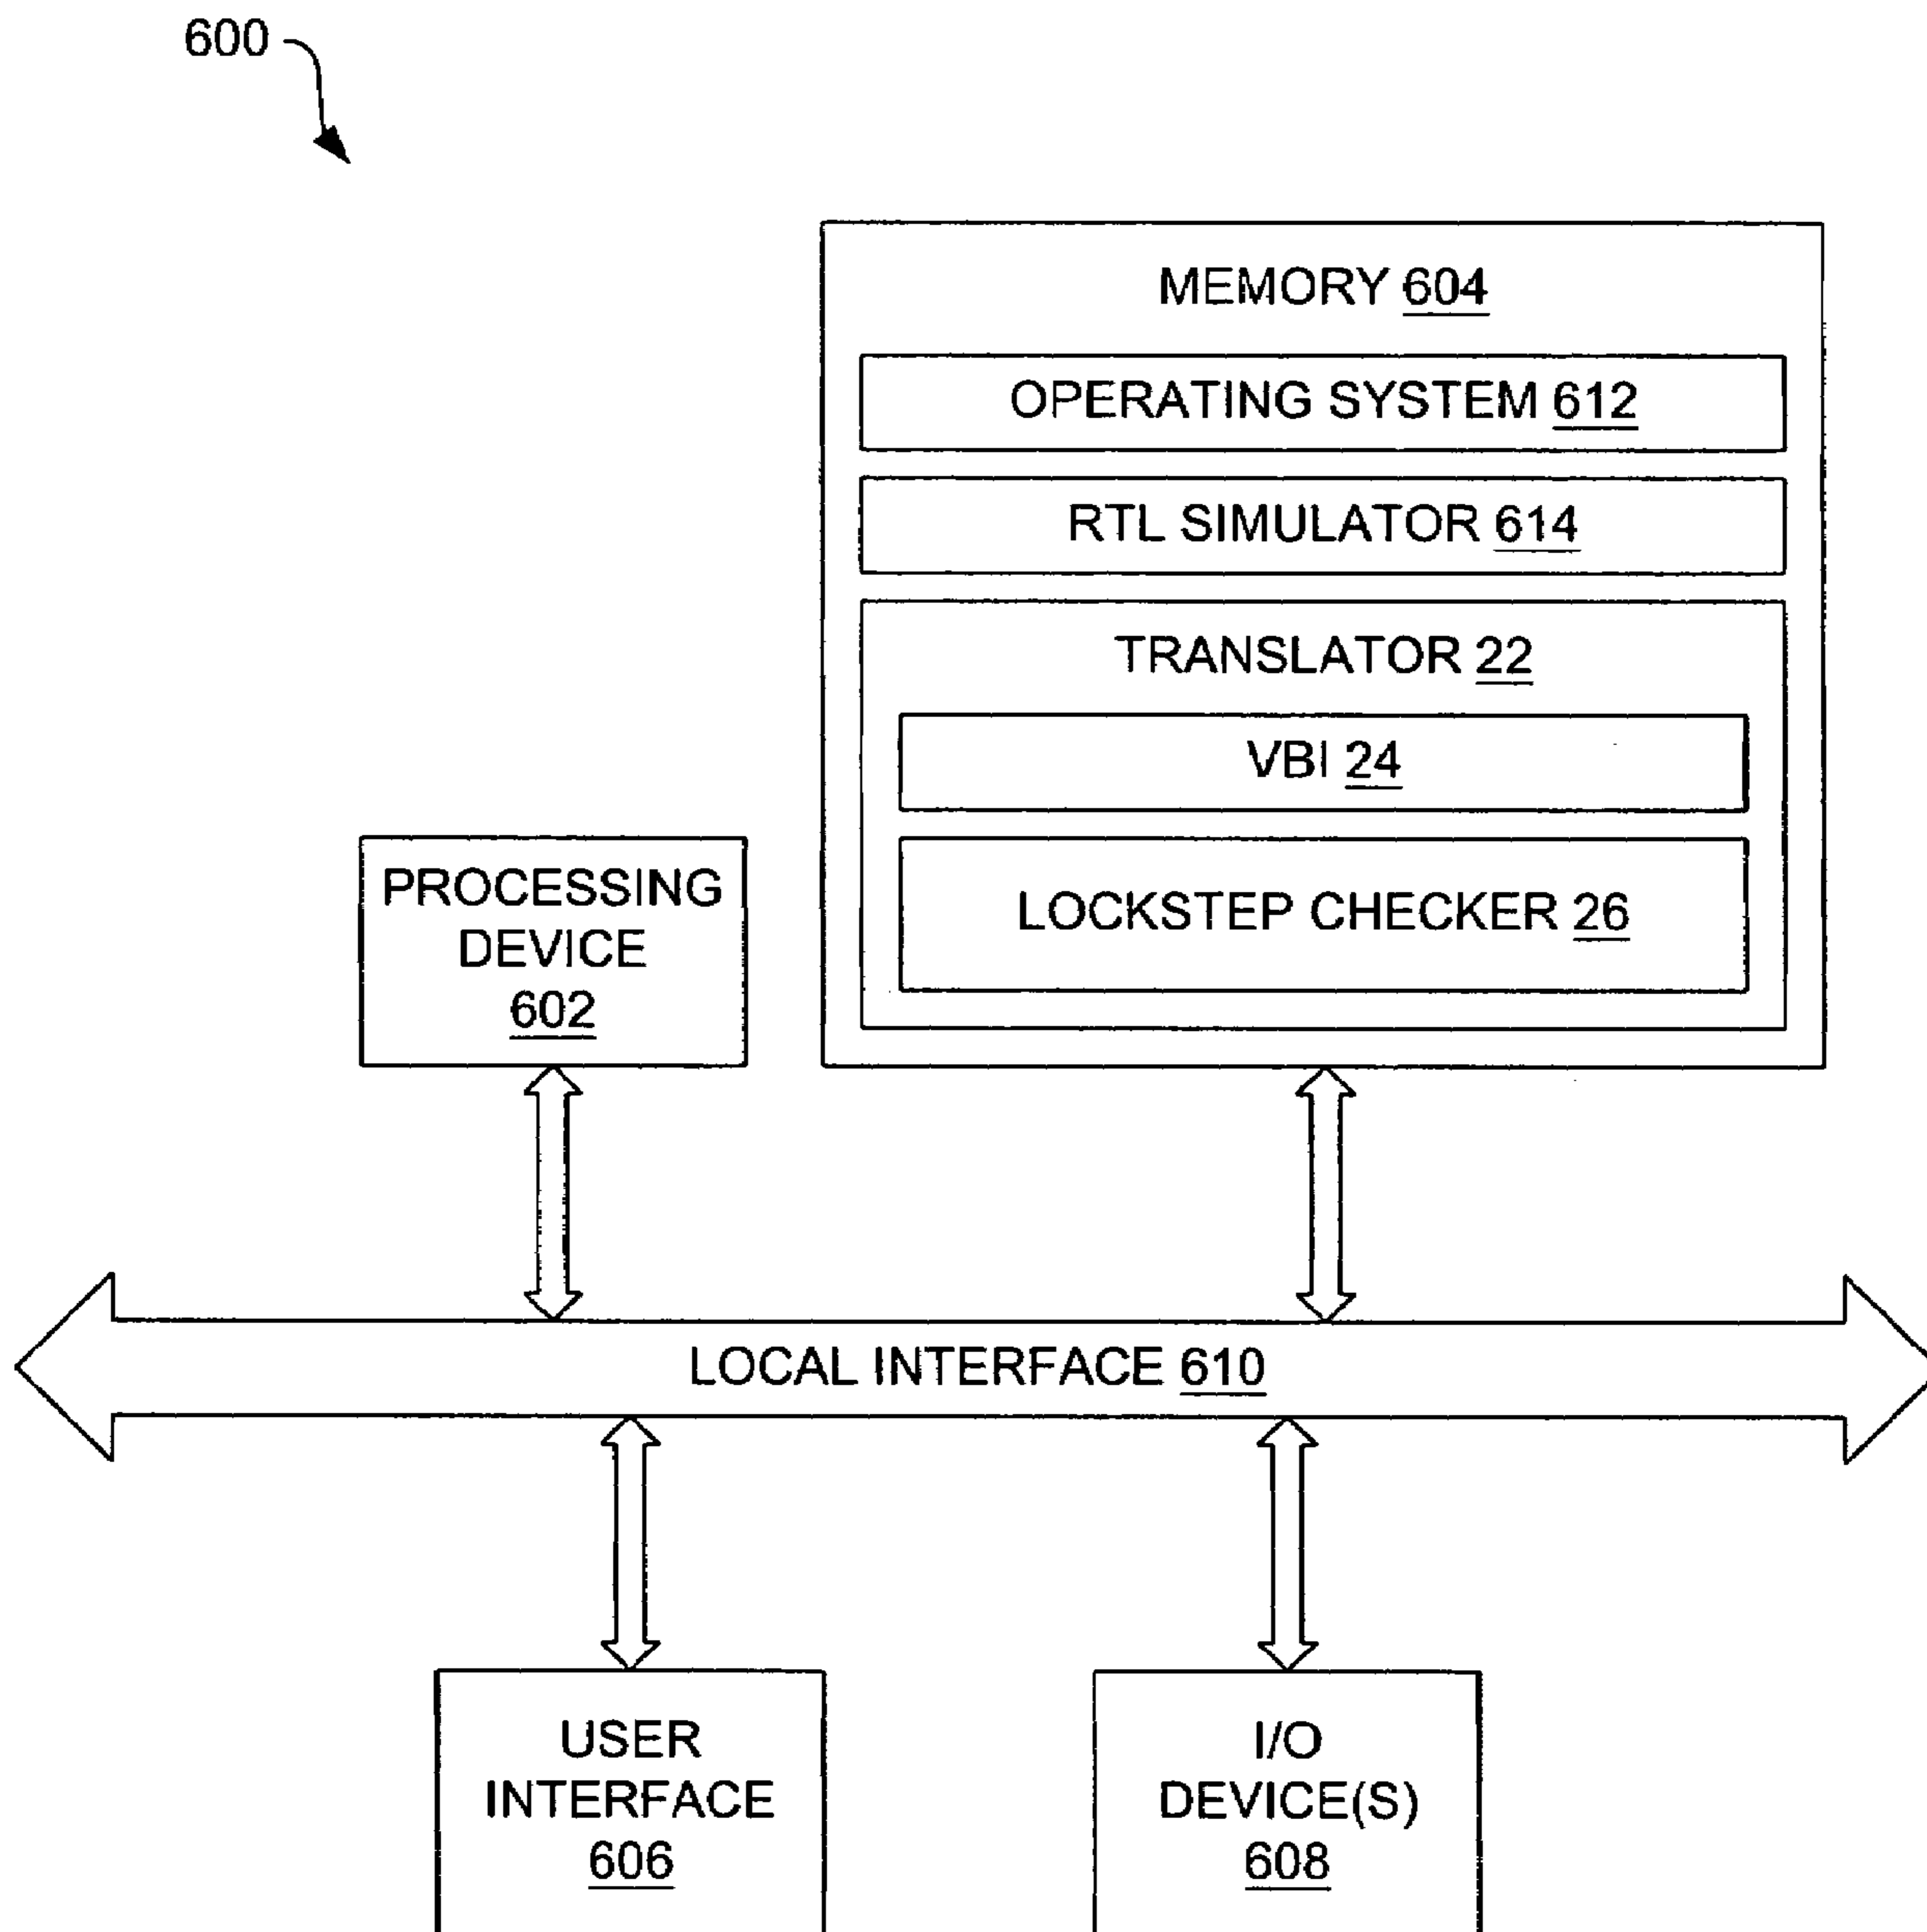 600
MEMORY 604
OPERATING SYSTEM 612
RTL SIMULATOR 614
TRANSLATOR 22
VBI 24
LOCKSTEP CHECKER 26
PROCESSING
DEVICE
602
LOCAL INTERFACE 610
USER
INTERFACE
606
I/O
DEVICE(S)
608